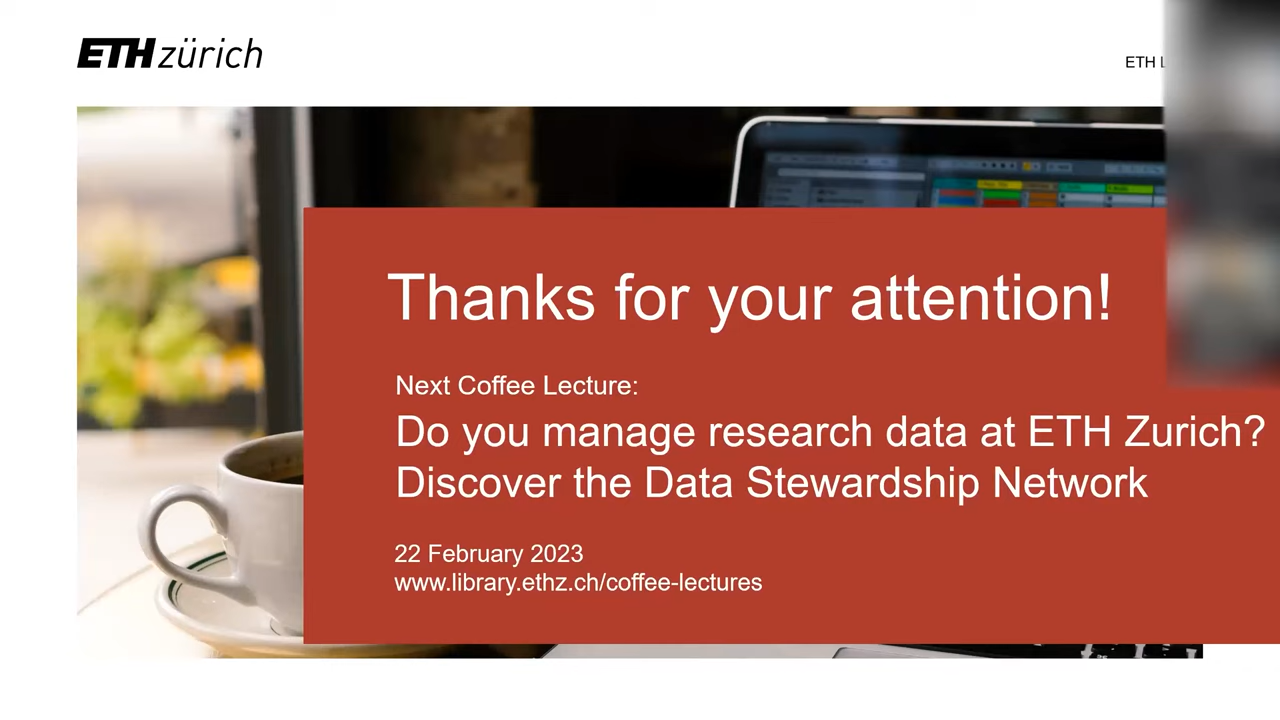 ETH zürich
ETH
Thanks for your attention!
Next Coffee Lecture:
Do you manage research data at ETH Zurich?
Discover the Data Stewardship Network
22 February 2023
www.library.ethz.ch/coffee-lectures